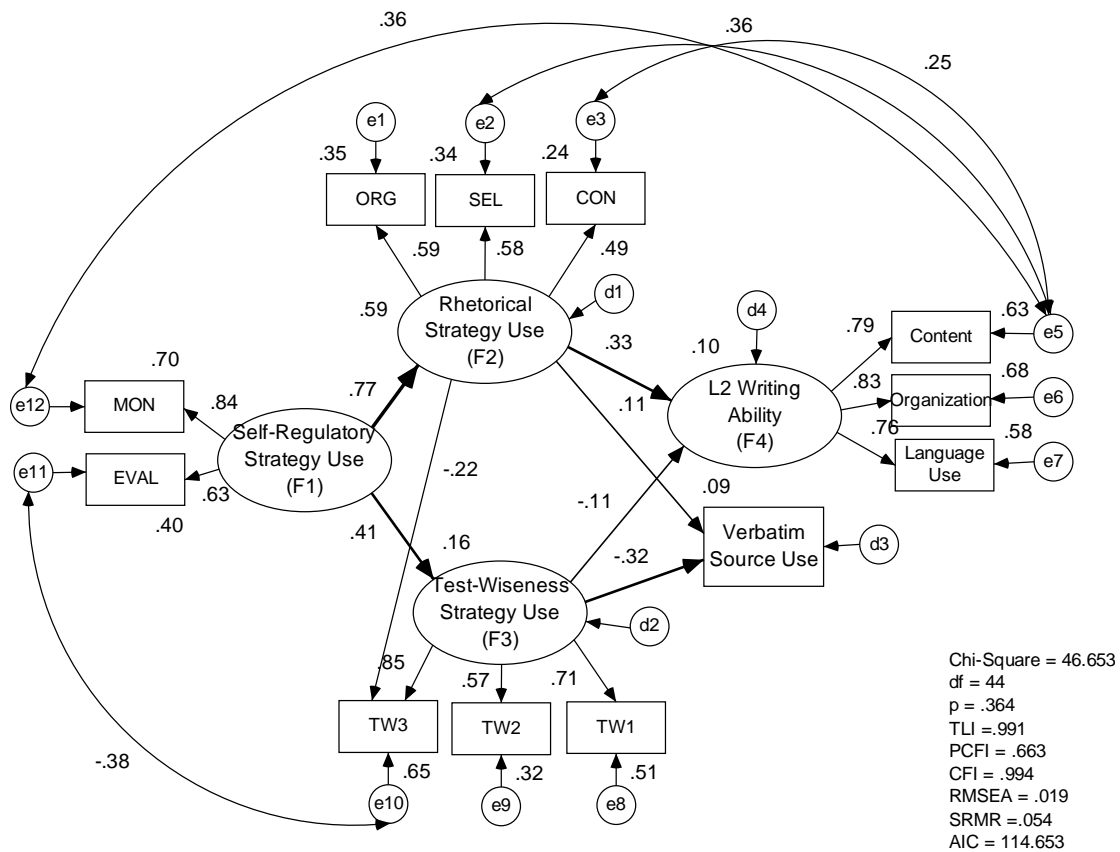 .36
.36
.25
e1
e2
e3
.35
.34
.24
ORG
SEL
CON
.59
.58
.49
d1
d4
.59
Rhetorical
Strategy Use
(F2)
.33
.10
.79
Content
.63
e5
.70
.77
.11
L2 Writing
Ability
(F4)
.83
Organization
.68
e6
e12
MON
.84
Self-Regulatory
Strategy Use
(F1)
.76
Language
Use
.58
e7
e11
EVAL
.63
.40
-.22
-.11
.09
.41
.16
Verbatim
Source Use
d3
-.32
Test-Wiseness
Strategy Use
(F3)
d2
.85
.57
.71
TW3
TW2
TW1
-.38
.65
.32
.51
e10
e9
e8
Chi-Square = 46.653
df = 44
p = .364
TLI =.991
PCFI = .663
CFI = .994
RMSEA = .019
SRMR =.054
AIC = 114.653